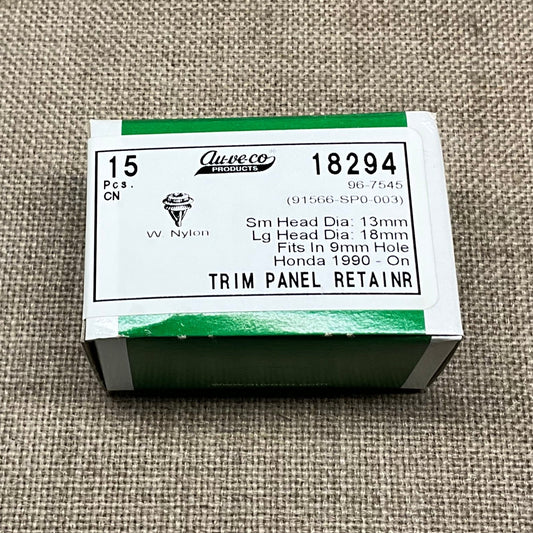 15
Pcs.
CN
au-ve-co
PRODUCTS
18294
96-7545
(91566-SP0-003)
W. Nylon
Sm Head Dia: 13mm
Lg Head Dia: 18mm
Fits In 9mm Hole
Honda 1990 - On
TRIM PANEL RETAINR